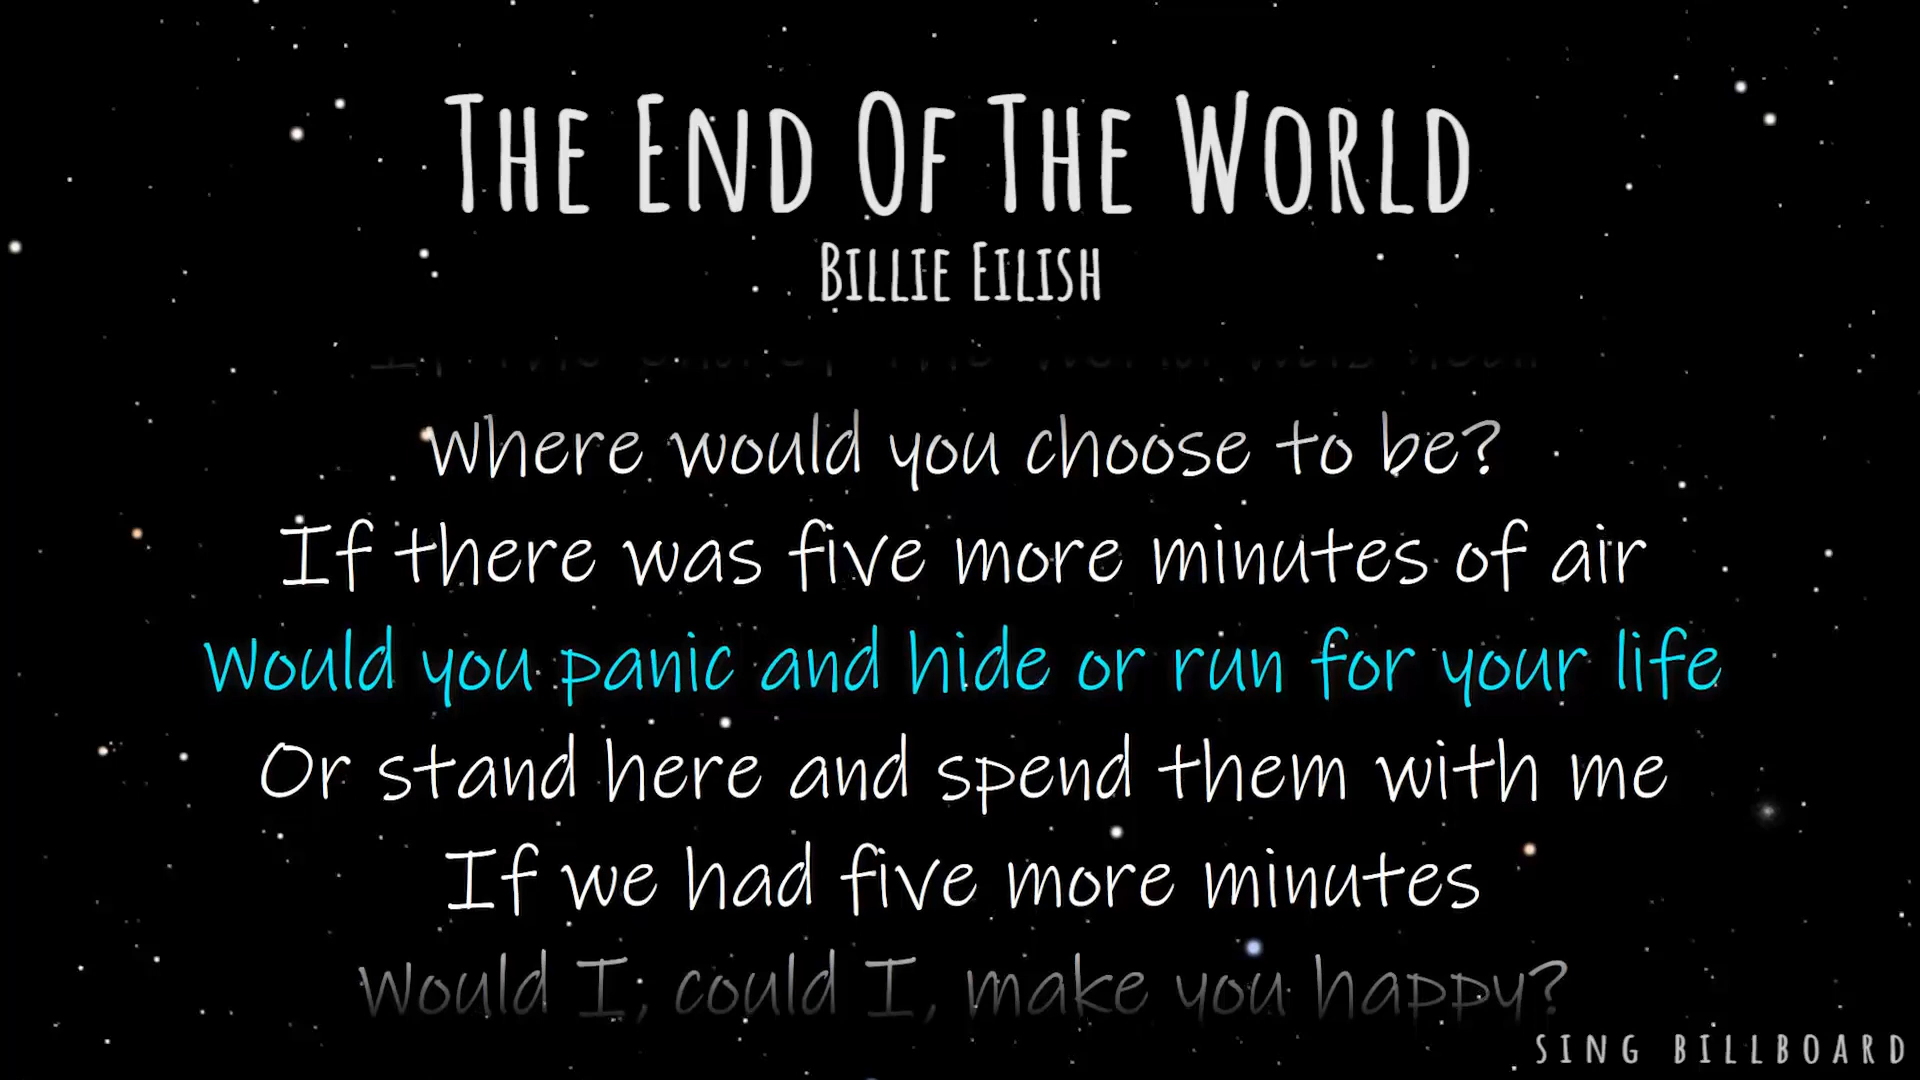 The End Of The World
Billie Eilish
Where would you choose to be?
If there was five more minutes of air
Would you panic and hide or run for your life
Or stand here and spend them with me
If we had five more minutes
Would I, could I, make you happy?
SING BILLBOARD